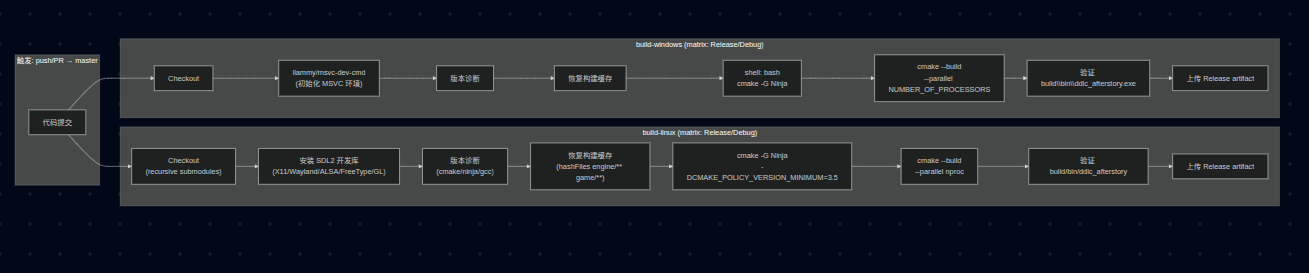 触发: push/PR → master
代码提交
build-windows (matrix: Release/Debug)
Checkout
ilammy/msvc-dev-cmd
(初始化 MSVC 环境)
版本诊断
恢复构建缓存
shell: bash
cmake -G Ninja
cmake --build
--parallel
NUMBER_OF_PROCESSORS
验证
build\\bin\\ddlc_afterstory.exe
上传 Release artifact
build-linux (matrix: Release/Debug)
Checkout
(recursive submodules)
安装 SDL2 开发库
(X11/Wayland/ALSA/FreeType/GL)
版本诊断
(cmake/ninja/gcc)
恢复构建缓存
(hashFiles engine/**
game/**)
cmake -G Ninja
-
DCMAKE_POLICY_VERSION_MINIMUM=3.5
cmake --build
--parallel nproc
验证
build/bin/ddlc_afterstory
上传 Release artifact